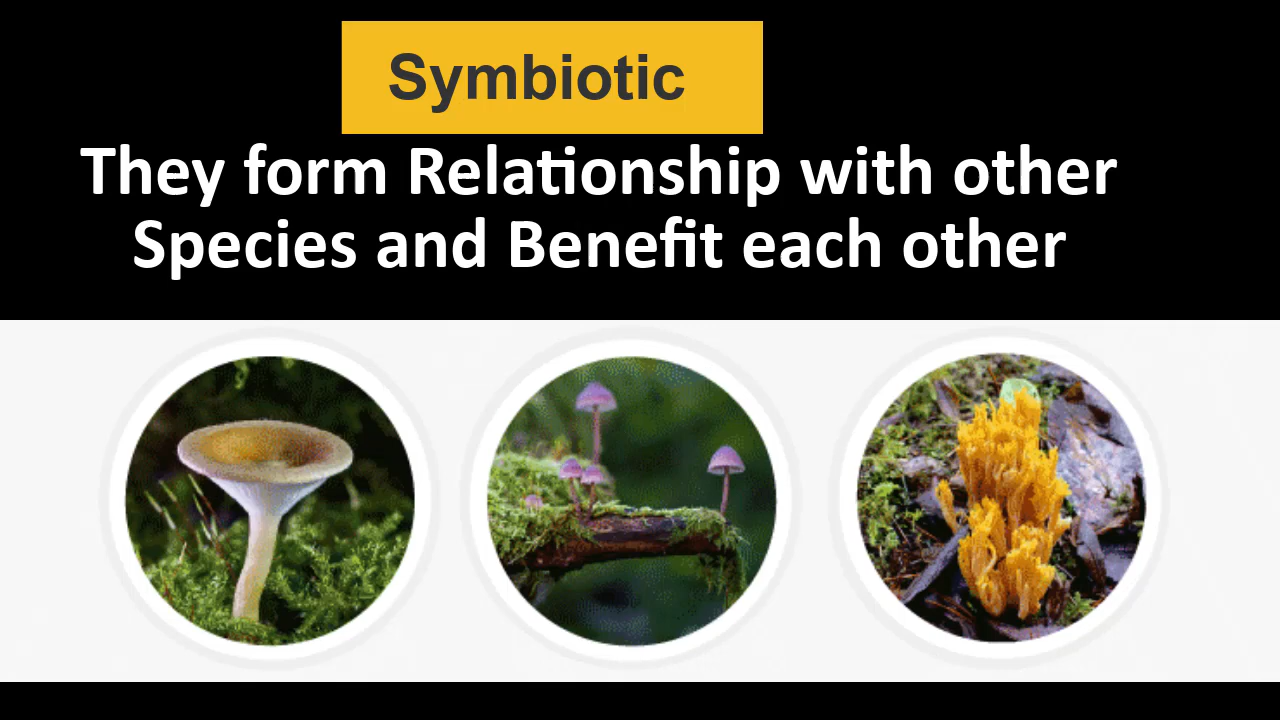 Symbiotic
They form Relationship with other
Species and Benefit each other